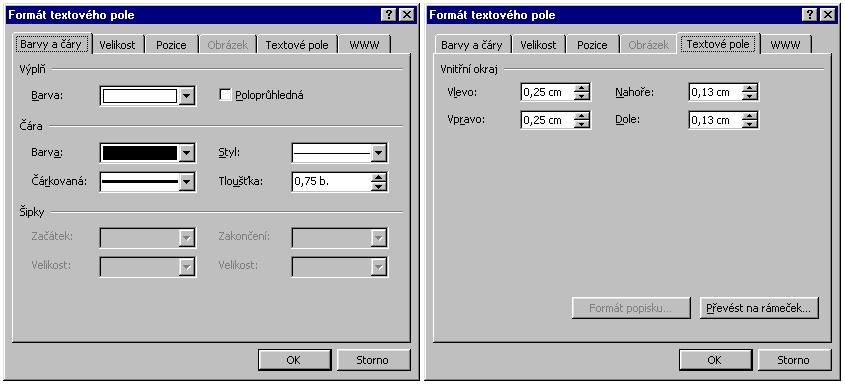 Formát textového pole
Barvy a čáry Velikost Pozice Obrázek Textové pole WWW
Výplň
Barva: Poloprůhledná
Čára
Barva: Styl:
Čárkovaná: Tloušťka: 0,75 b.
Šipky
Začátek: Zakončení:
Velikost: Velikost:
OK Storno
Formát textového pole
Barvy a čáry Velikost Pozice Obrázek Textové pole WWW
Vnitřní okraj
Vlevo: 0,25 cm Nahoře: 0,13 cm
Vpravo: 0,25 cm Dole: 0,13 cm
Formát popisku... Převést na rámeček...
OK Storno